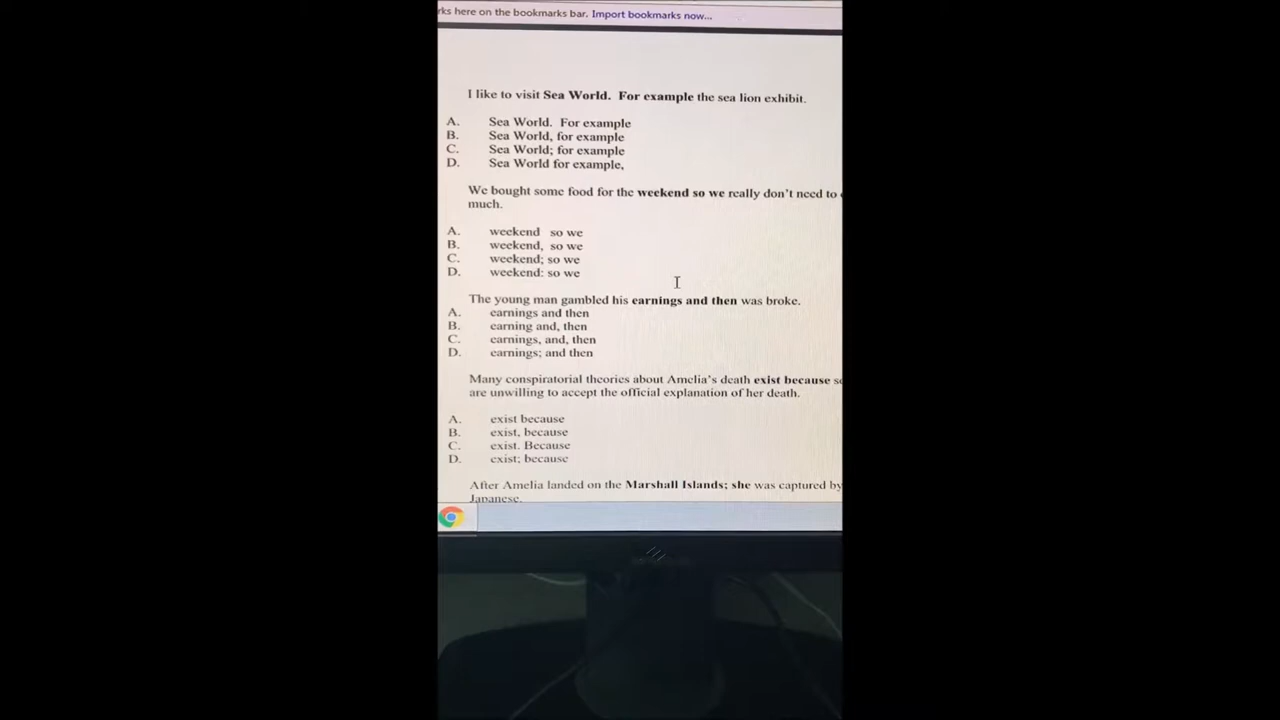 rks here on the bookmarks bar. Import bookmarks now...
I like to visit Sea World. For example the sea lion exhibit.
A. Sea World. For example
B. Sea World, for example
C. Sea World; for example
D. Sea World for example,
We bought some food for the weekend so we really don't need to
much.
A. weekend so we
B. weekend, so we
C. weekend; so we
D. weekend: so we
The young man gambled his earnings and then was broke.
A. earnings and then
B. earning and, then
C. earnings, and, then
D. earnings; and then
Many conspiratorial theories about Amelia's death exist because
are unwilling to accept the official explanation of her death.
A. exist because
B. exist, because
C. exist. Because
D. exist; because
After Amelia landed on the Marshall Islands; she was captured by
Japanese.